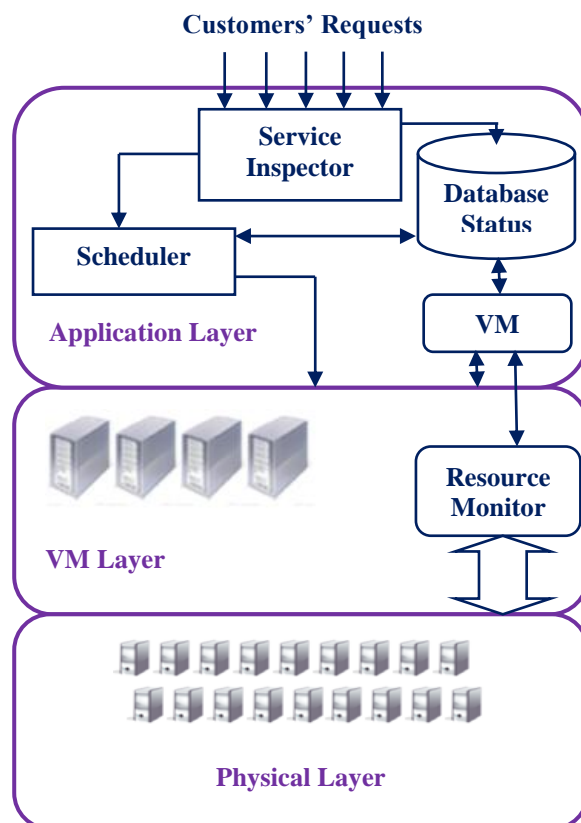 Customers' Requests
Service
Inspector
Database
Status
Scheduler
VM
Application Layer
Resource
Monitor
VM Layer
Physical Layer